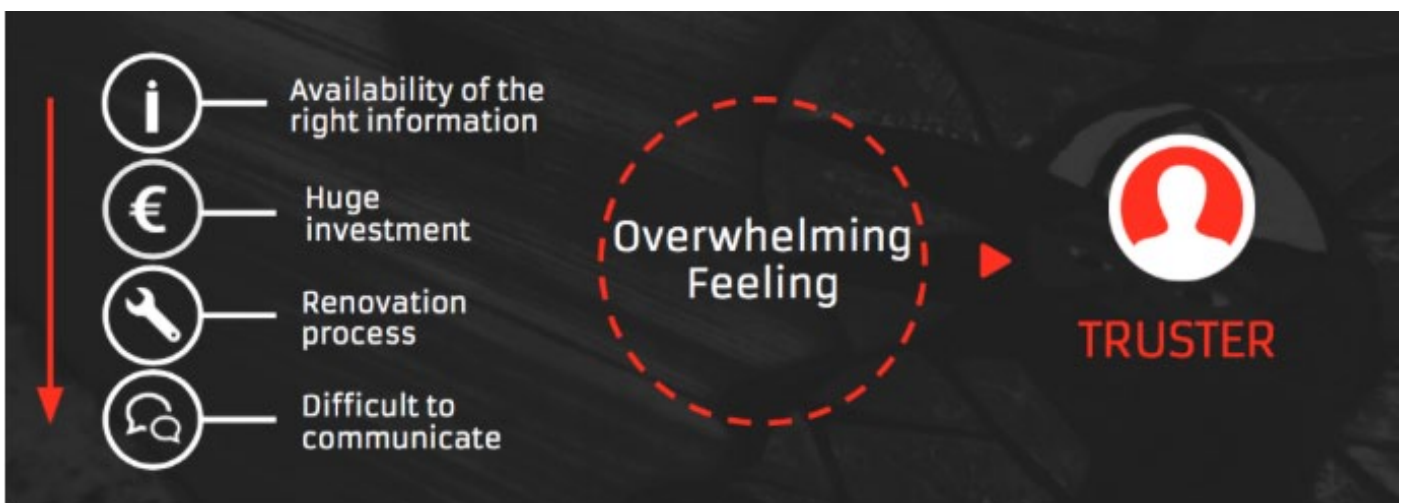 Availability of the
right information
Huge
investment
Renovation
process
Difficult to
communicate
Overwhelming
Feeling
TRUSTER